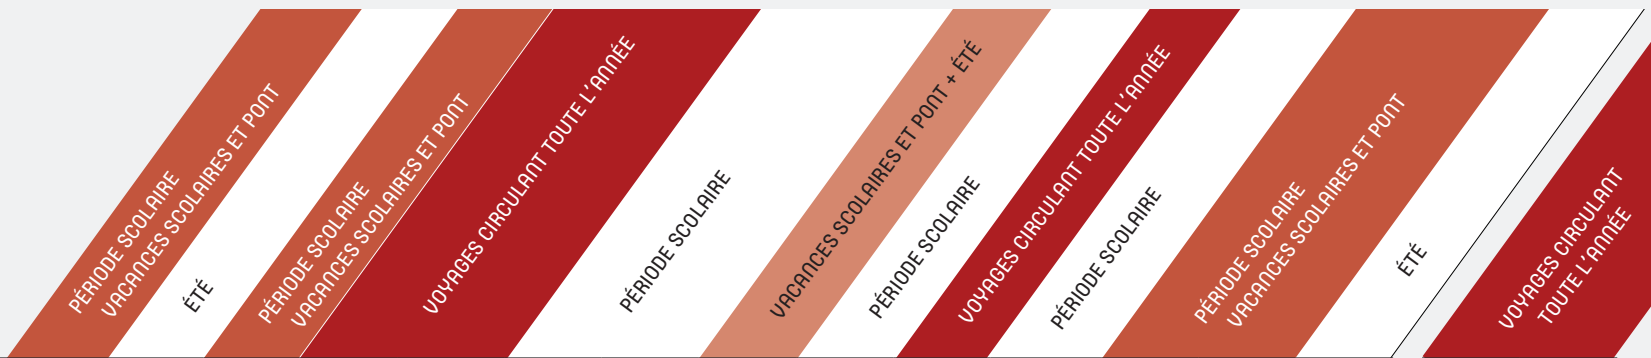 PÉRIODE SCOLAIRE
VACANCES SCOLAIRES ET PONT
ÉTÉ
PÉRIODE SCOLAIRE
VACANCES SCOLAIRES ET PONT
VOYAGES CIRCULANT TOUTE L'ANNÉE
PÉRIODE SCOLAIRE
VACANCES SCOLAIRES ET PONT + ÉTÉ
PÉRIODE SCOLAIRE
VOYAGES CIRCULANT TOUTE L'ANNÉE
PÉRIODE SCOLAIRE
PÉRIODE SCOLAIRE
VACANCES SCOLAIRES ET PONT
ÉTÉ
VOYAGES CIRCULANT
TOUTE L'ANNÉE